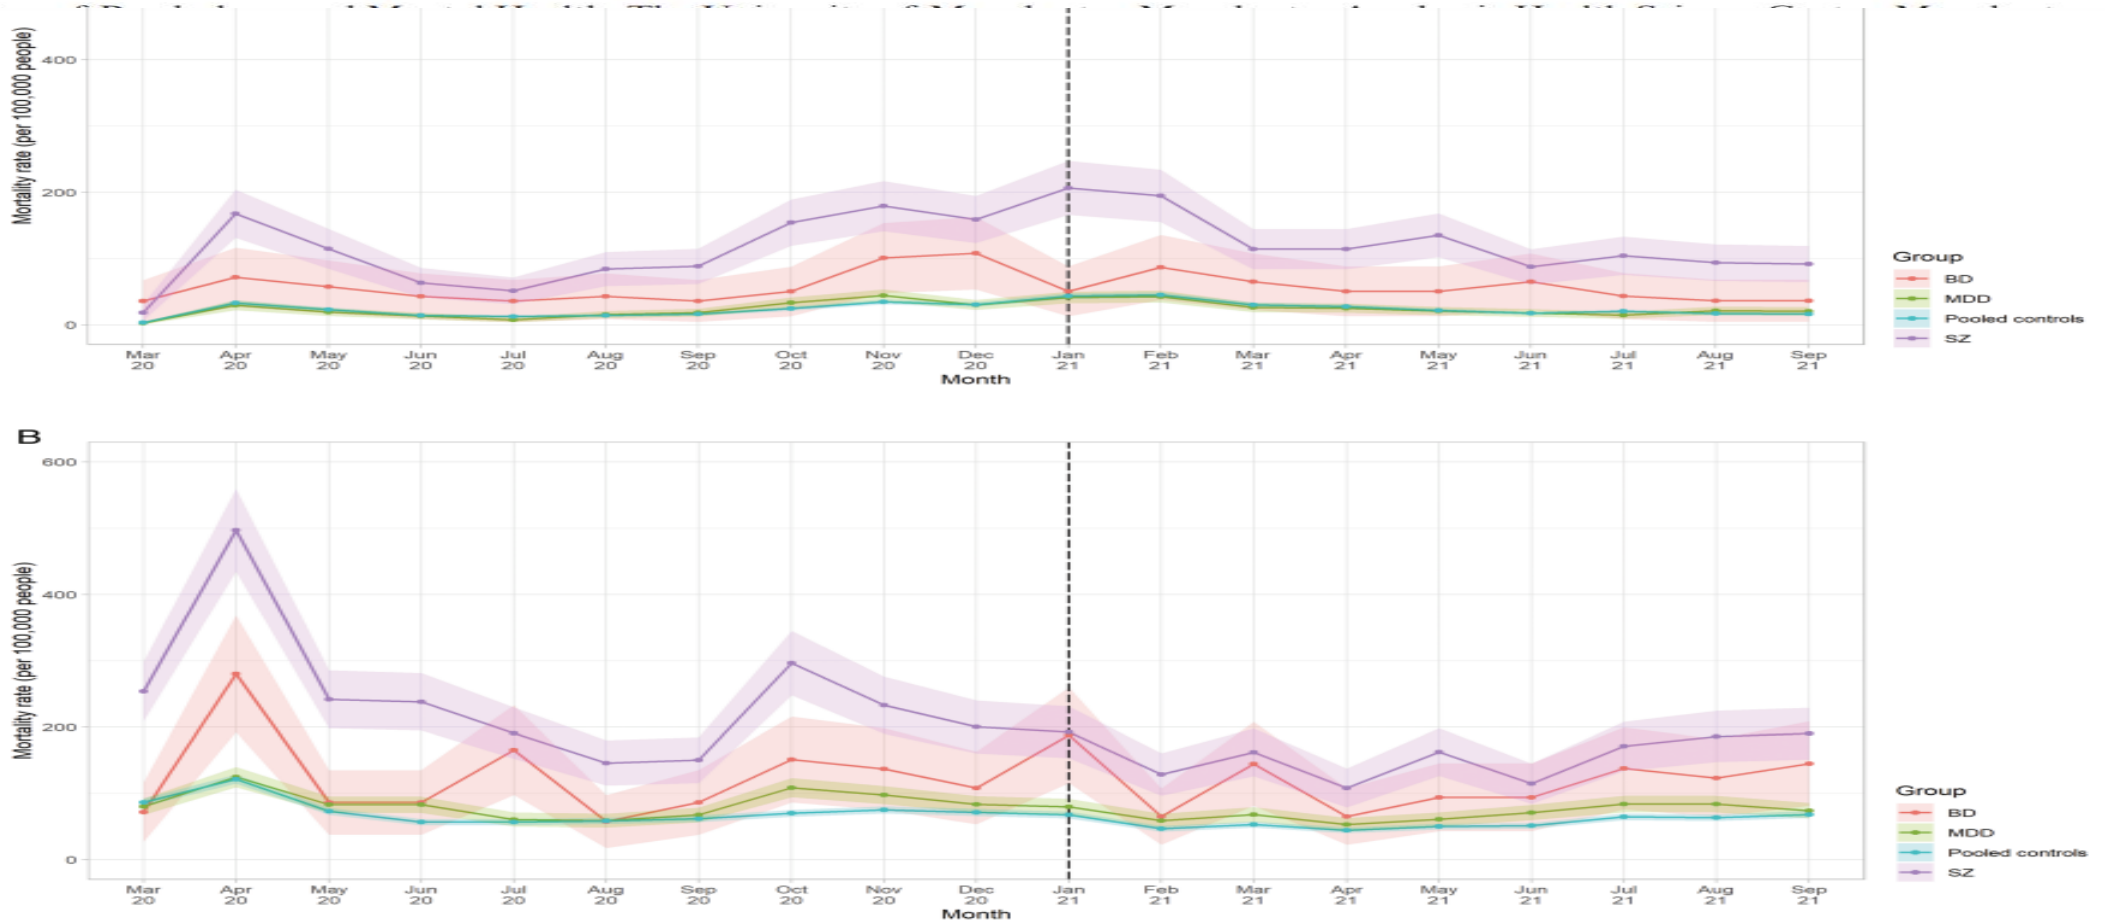 Mortality rate (per 100,000 people)
400
200
0
Mar 20 Apr 20 May 20 Jun 20 Jul 20 Aug 20 Sep 20 Oct 20 Nov 20 Dec 20 Jan 21 Feb 21 Mar 21 Apr 21 May 21 Jun 21 Jul 21 Aug 21 Sep 21
Month
Group
BD
MDD
Pooled controls
SZ
B
Mortality rate (per 100,000 people)
600
400
200
0
Mar 20 Apr 20 May 20 Jun 20 Jul 20 Aug 20 Sep 20 Oct 20 Nov 20 Dec 20 Jan 21 Feb 21 Mar 21 Apr 21 May 21 Jun 21 Jul 21 Aug 21 Sep 21
Month
Group
BD
MDD
Pooled controls
SZ